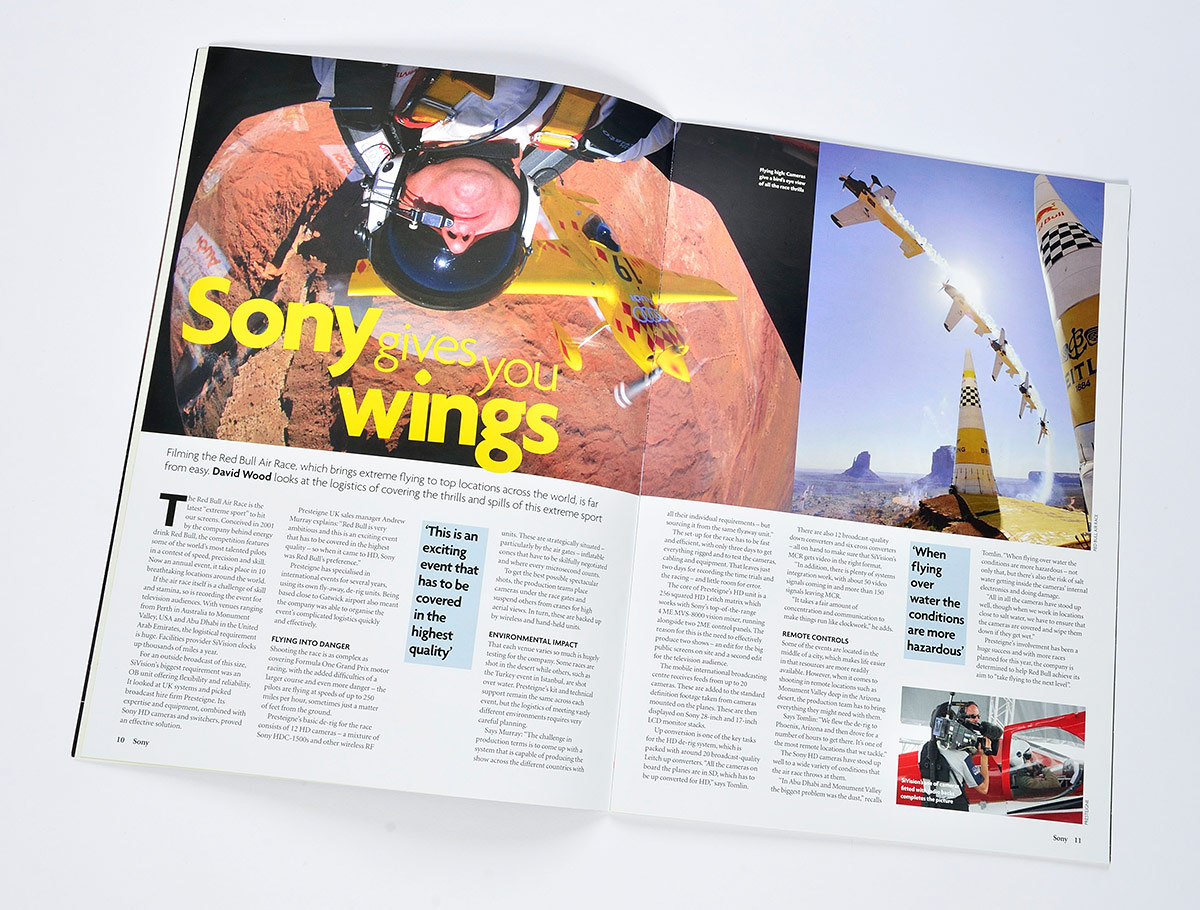 Sony
gives you
wings
Flying high: Cameras
give a bird's eye view
of all the race thrills
19
Red Bull
BREITLING
1884
Filming the Red Bull Air Race, which brings extreme flying to top locations across the world, is far
from easy. David Wood looks at the logistics of covering the thrills and spills of this extreme sport
The Red Bull Air Race is the
latest "extreme sport" to hit
our screens. Conceived in 2001
by the company behind energy
drink Red Bull, the competition features
some of the world's most talented pilots
in a contest of speed, precision and skill.
Now an annual event, it takes place in 10
breathtaking locations around the world.
If the air race itself is a challenge of skill
and stamina, so is recording the event for
television audiences. With venues ranging
from Perth in Australia to Monument
Valley, USA and Abu Dhabi in the United
Arab Emirates, the logistical requirement
is huge. Facilities provider SiVision clocks
up thousands of miles a year.
For an outside broadcast of this size,
SiVision's biggest requirement was an
OB unit offering flexibility and reliability.
It looked at UK systems and picked
broadcast hire firm Presteigne. Its
expertise and equipment, combined with
Sony HD cameras and switchers, proved
an effective solution.
Presteigne UK sales manager Andrew
Murray explains: "Red Bull is very
ambitious and this is an exciting event
that has to be covered in the highest
quality – so when it came to HD, Sony
was Red Bull's preference."
Presteigne has specialised in
international events for several years,
using its own fly-away, de-rig units. Being
based close to Gatwick airport also meant
the company was able to organise the
event's complicated logistics quickly
and effectively.
FLYING INTO DANGER
Shooting the race is as complex as
covering Formula One Grand Prix motor
racing, with the added difficulties of a
larger course and even more danger – the
pilots are flying at speeds of up to 250
miles per hour, sometimes just a matter
of feet from the ground.
Presteigne's basic de-rig for the race
consists of 12 HD cameras – a mixture of
Sony HDC-1500s and other wireless RF
'This is an
exciting
event that
has to be
covered
in the
highest
quality'
units. These are strategically situated –
particularly by the air gates – inflatable
cones that have to be skilfully negotiated
and where every microsecond counts.
To get the best possible spectacular
shots, the production teams place
cameras under the race gates and
suspend others from cranes for high
aerial views. In turn, these are backed up
by wireless and hand-held units.
ENVIRONMENTAL IMPACT
That each venue varies so much is hugely
testing for the company. Some races are
shot in the desert while others, such as
the Turkey event in Istanbul, are shot
over water. Presteigne's kit and technical
support remain the same across each
event, but the logistics of meeting vastly
different environments requires very
careful planning.
Says Murray: "The challenge in
production terms is to come up with a
system that is capable of producing the
show across the different countries with
10 Sony
all their individual requirements – but
sourcing it from the same flyaway unit."
The set-up for the race has to be fast
and efficient, with only three days to get
everything rigged and to test the cameras,
cabling and equipment. That leaves just
two days for recording the time trials and
the racing – and little room for error.
The core of Presteigne's HD unit is a
256 squared HD Leitch matrix which
works with Sony's top-of-the-range
4 ME MVS-8000 vision mixer, running
alongside two 2ME control panels. The
reason for this is the need to effectively
produce two shows – an edit for the big
public screens on site and a second edit
for the television audience.
The mobile international broadcasting
centre receives feeds from up to 20
cameras. These are added to the standard
definition footage taken from cameras
mounted on the planes. There are then
displayed on Sony 28-inch and 17-inch
LCD monitor stacks.
Up conversion is one of the key tasks
for the HD de-rig system, which is
packed with around 20 broadcast-quality
Leitch up converters. "All the cameras on
board the planes are in SD, which has to
be up converted for HD," says Tomlin.
There are also 12 broadcast-quality
down converters and six cross converters
– all on hand to make sure that SiVision's
MCR gets video in the right format.
"In addition, there is plenty of systems
integration work, with about 50 video
signals coming in and more than 150
signals leaving MCR.
"It takes a fair amount of
concentration and communication to
make things run like clockwork," he adds.
REMOTE CONTROLS
Some of the events are located in the
middle of a city, which makes life easier
in that resources are more readily
available. However, when it comes to
shooting in remote locations such as
Monument Valley deep in the Arizona
desert, the production team has to bring
everything they might need with them.
Says Tomlin: "We flew the de-rig to
Phoenix, Arizona and then drove for a
number of hours to get there. It's one of
the most remote locations that we tackle."
The Sony HD cameras have stood up
well to a wide variety of conditions that
the air race throws at them.
"In Abu Dhabi and Monument Valley
the biggest problem was the dust," recalls
'When
flying
over
water the
conditions
are more
hazardous'
Tomlin. "When flying over water the
conditions are more hazardous – not
only that, but there's also the risk of salt
water getting inside the cameras' internal
electronics and doing damage.
"All in all the cameras have stood up
well, though when we work in locations
close to salt water, we have to ensure that
the cameras are covered and wipe them
down if they get wet."
Presteigne's involvement has been a
huge success and with more races
planned for this year, the company is
determined to help Red Bull achieve its
aim to "take flying to the next level".
RED BULL AIR RACE
fitted with
completes the picture
PRESTEIGNE
Sony 11